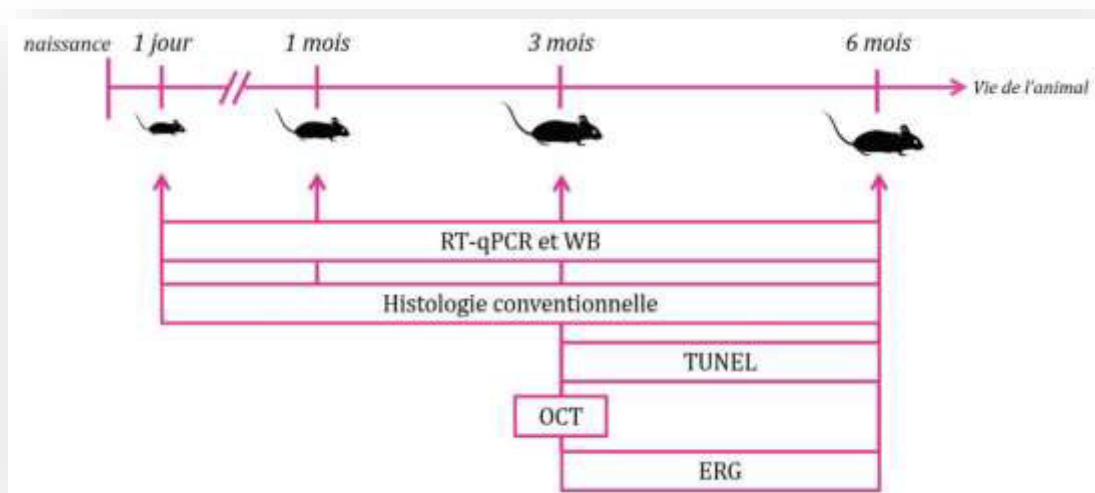 naissance 1 jour 1 mois 3 mois 6 mois
Vie de l'animal
RT-qPCR et WB
Histologie conventionnelle
TUNEL
OCT
ERG